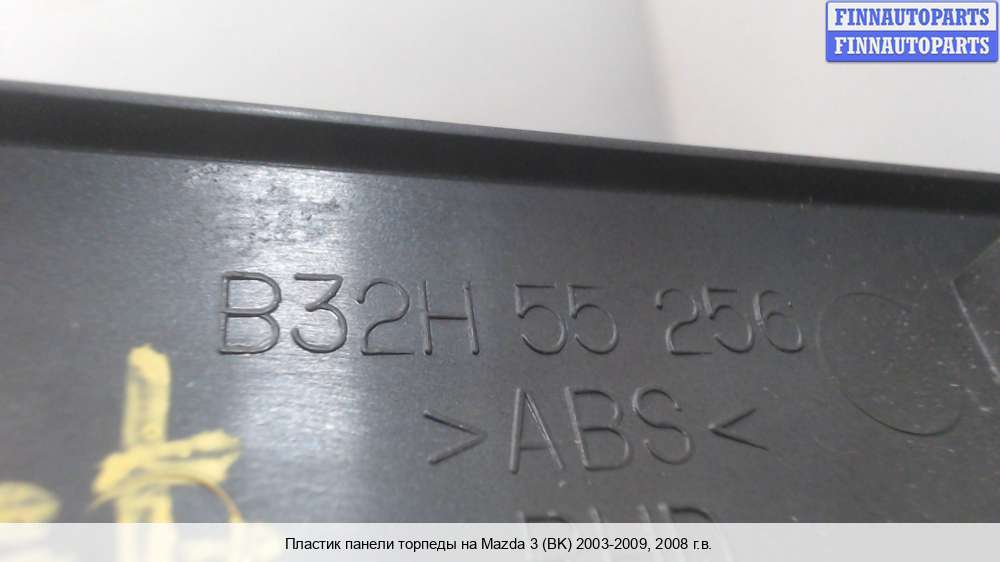 FINNAUTOPARTS
FINNAUTOPARTS
B32H 55 256
>ABS<
Пластик панели торпеды на Mazda 3 (BK) 2003-2009, 2008 г.в.